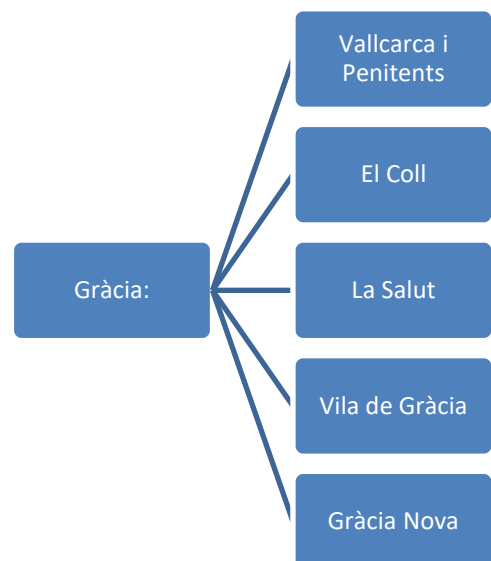 Gràcia:
Vallcarca i
Penitents
El Coll
La Salut
Vila de Gràcia
Gràcia Nova